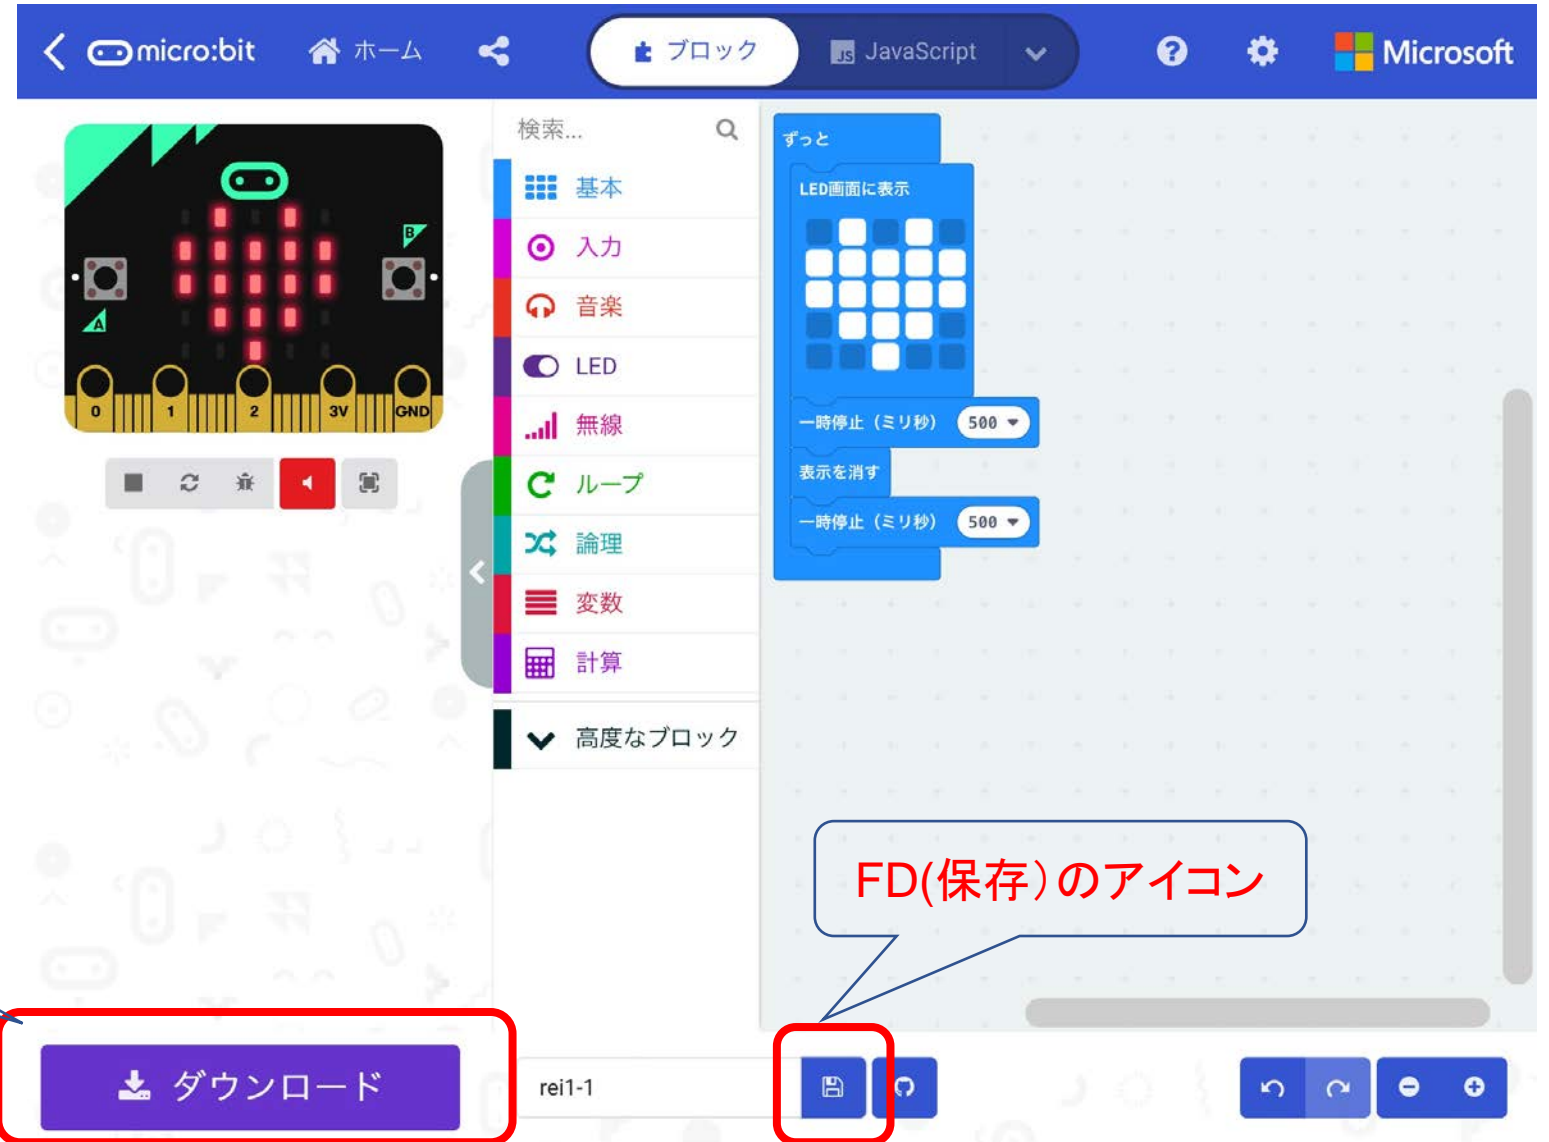 micro:bit ホーム ブロック JS JavaScript ? Microsoft
検索...
基本
入力
音楽
LED
無線
ループ
論理
変数
計算
高度なブロック
A
B
0 1 2 3V GND
ずっと
LED画面に表示
一時停止（ミリ秒） 500
表示を消す
一時停止（ミリ秒） 500
FD(保存）のアイコン
ダウンロード
rei1-1